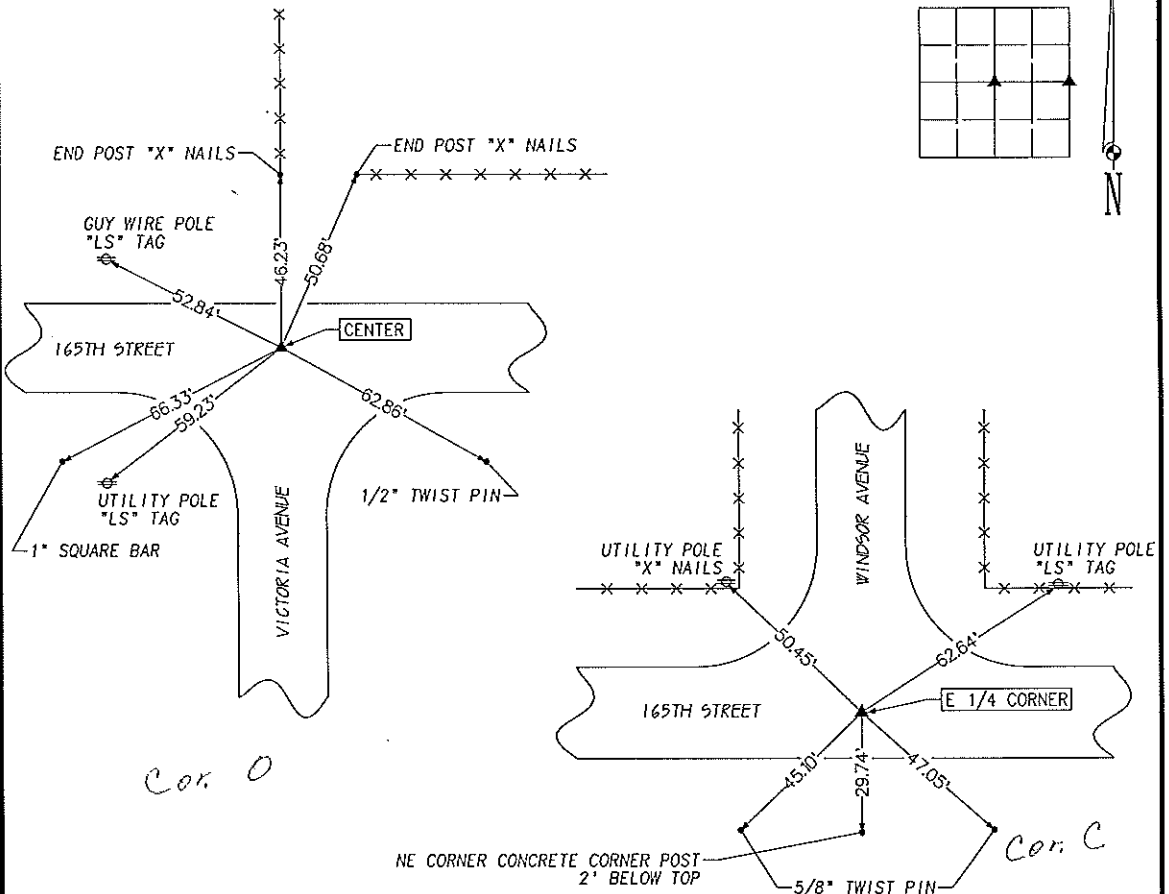 END POST "X" NAILS
END POST "X" NAILS
N
GUY WIRE POLE
"LS" TAG
46.23'
50.68'
52.84'
CENTER
165TH STREET
66.33'
59.23'
62.86'
UTILITY POLE
"LS" TAG
1/2" TWIST PIN
1" SQUARE BAR
VICTORIA AVENUE
WINDSOR AVENUE
UTILITY POLE
"X" NAILS
UTILITY POLE
"LS" TAG
50.45'
62.64'
E 1/4 CORNER
165TH STREET
45.10'
29.74'
47.05'
Cor. O
Cor. C
NE CORNER CONCRETE CORNER POST
2' BELOW TOP
5/8" TWIST PIN